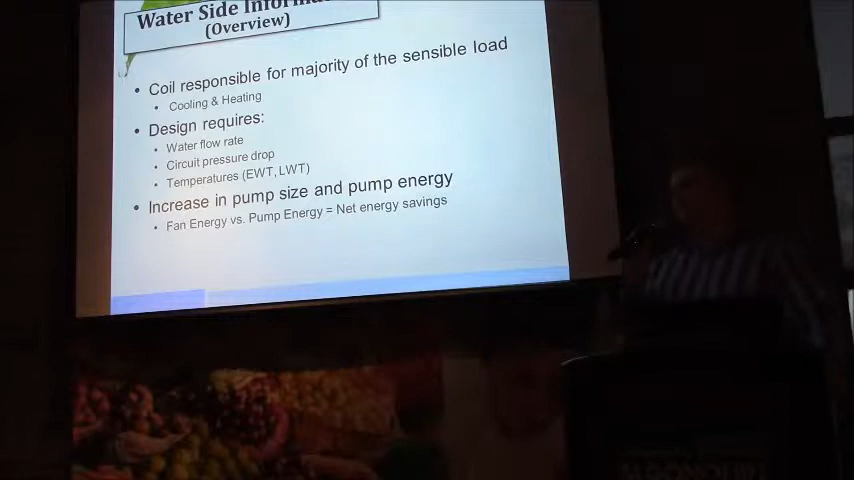 Water Side
(Overview)
• Coil responsible for majority of the sensible load
• Cooling & Heating
• Design requires:
• Water flow rate
• Circuit pressure drop
• Temperatures (EWT, LWT)
• Increase in pump size and pump energy
• Fan Energy vs. Pump Energy = Net energy savings